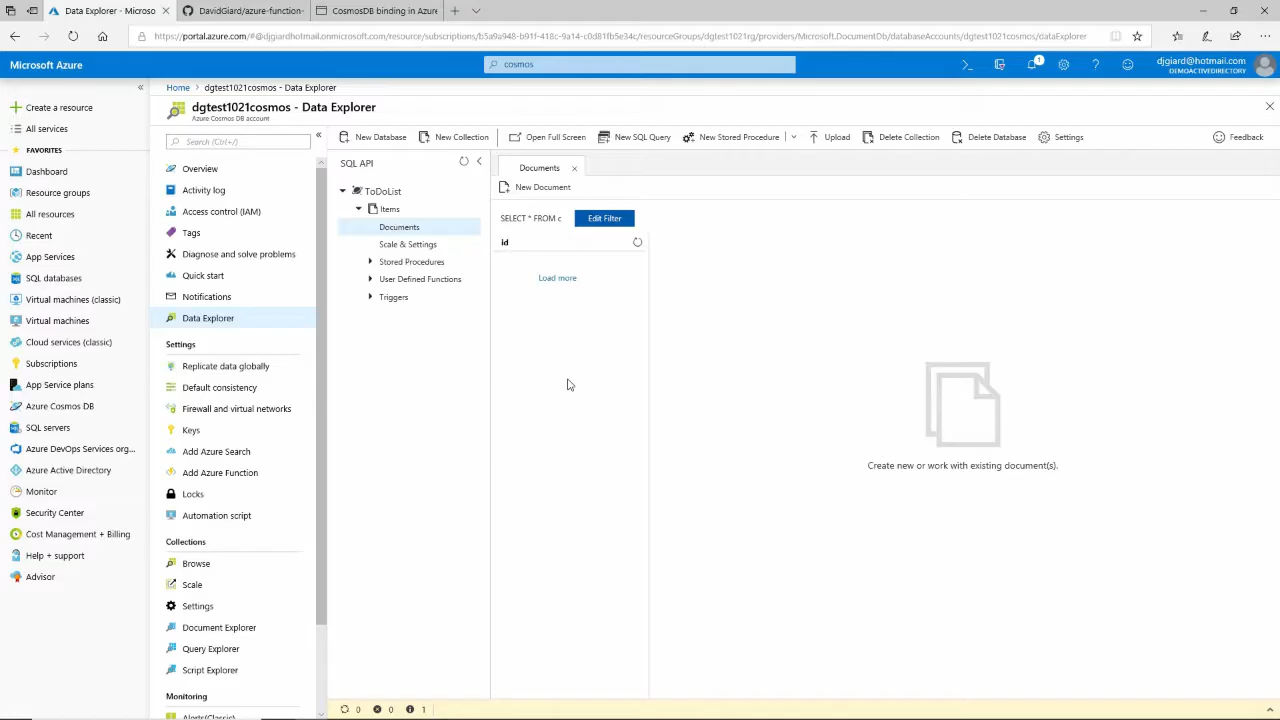 Data Explorer - Microso
DavidGiard/azure-function-
CosmosDB binding in Azure
https://portal.azure.com/#@djgiardhotmail.onmicrosoft.com/resource/subscriptions/b5a9a948-b91f-418c-9a14-c0d81fb5e34c/resourceGroups/dgtest1021rg/providers/Microsoft.DocumentDb/databaseAccounts/dgtest1021cosmos/dataExplorer
Microsoft Azure
cosmos
1
djgiard@hotmail.com
DEMOACTIVEDIRECTORY
Home > dgtest1021cosmos - Data Explorer
dgtest1021cosmos - Data Explorer
Azure Cosmos DB account
Create a resource
All services
FAVORITES
Dashboard
Resource groups
All resources
Recent
App Services
SQL databases
Virtual machines (classic)
Virtual machines
Cloud services (classic)
Subscriptions
App Service plans
Azure Cosmos DB
SQL servers
Azure DevOps Services org...
Azure Active Directory
Monitor
Security Center
Cost Management + Billing
Help + support
Advisor
Search (Ctrl+/)
Overview
Activity log
Access control (IAM)
Tags
Diagnose and solve problems
Quick start
Notifications
Data Explorer
Settings
Replicate data globally
Default consistency
Firewall and virtual networks
Keys
Add Azure Search
Add Azure Function
Locks
Automation script
Collections
Browse
Scale
Settings
Document Explorer
Query Explorer
Script Explorer
Monitoring
Alerts(Classic)
New Database
New Collection
Open Full Screen
New SQL Query
New Stored Procedure
Upload
Delete Collection
Delete Database
Settings
Feedback
SQL API
ToDoList
Items
Documents
Scale & Settings
Stored Procedures
User Defined Functions
Triggers
Documents
New Document
SELECT * FROM c
Edit Filter
id
Load more
Create new or work with existing document(s).
0 0 1